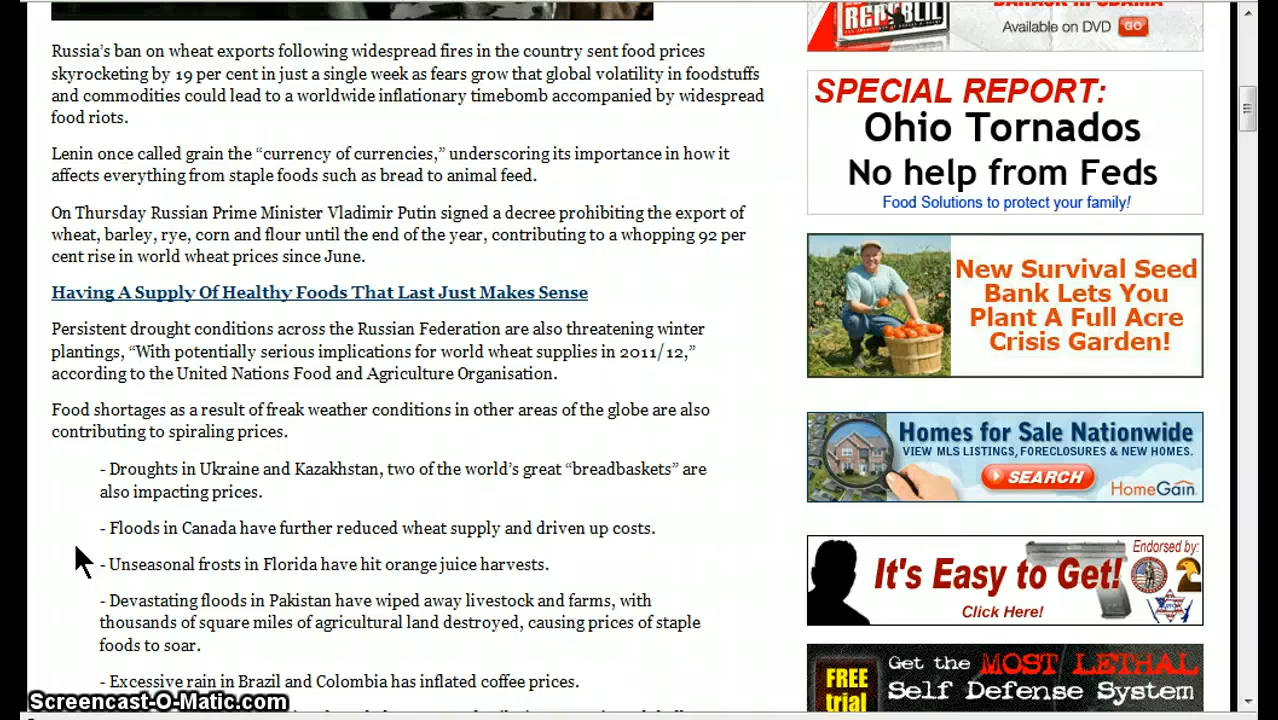 Russia's ban on wheat exports following widespread fires in the country sent food prices
skyrocketing by 19 per cent in just a single week as fears grow that global volatility in foodstuffs
and commodities could lead to a worldwide inflationary timebomb accompanied by widespread
food riots.
Lenin once called grain the “currency of currencies,” underscoring its importance in how it
affects everything from staple foods such as bread to animal feed.
On Thursday Russian Prime Minister Vladimir Putin signed a decree prohibiting the export of
wheat, barley, rye, corn and flour until the end of the year, contributing to a whopping 92 per
cent rise in world wheat prices since June.
Having A Supply Of Healthy Foods That Last Just Makes Sense
Persistent drought conditions across the Russian Federation are also threatening winter
plantings, “With potentially serious implications for world wheat supplies in 2011/12,”
according to the United Nations Food and Agriculture Organisation.
Food shortages as a result of freak weather conditions in other areas of the globe are also
contributing to spiraling prices.
- Droughts in Ukraine and Kazakhstan, two of the world's great “breadbaskets” are
also impacting prices.
- Floods in Canada have further reduced wheat supply and driven up costs.
- Unseasonal frosts in Florida have hit orange juice harvests.
- Devastating floods in Pakistan have wiped away livestock and farms, with
thousands of square miles of agricultural land destroyed, causing prices of staple
foods to soar.
- Excessive rain in Brazil and Colombia has inflated coffee prices.
Available on DVD GO
SPECIAL REPORT:
Ohio Tornados
No help from Feds
Food Solutions to protect your family!
New Survival Seed
Bank Lets You
Plant A Full Acre
Crisis Garden!
Homes for Sale Nationwide
VIEW MLS LISTINGS, FORECLOSURES & NEW HOMES.
SEARCH
HomeGain
Endorsed by:
It's Easy to Get!
Click Here!
Get the MOST LETHAL
Self Defense System
FREE
trial
Screencast-O-Matic.com